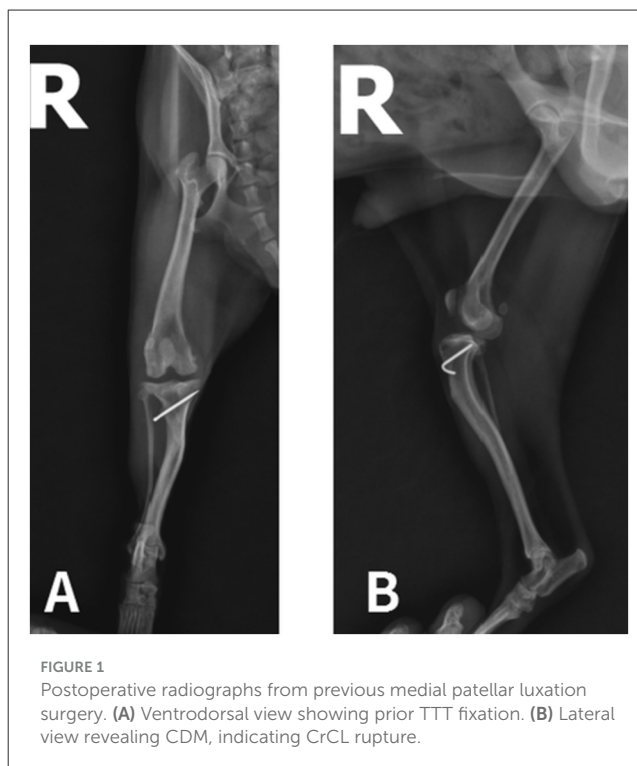 R
R
A
B
FIGURE 1
Postoperative radiographs from previous medial patellar luxation
surgery. (A) Ventrodorsal view showing prior TTT fixation. (B) Lateral
view revealing CDM, indicating CrCL rupture.